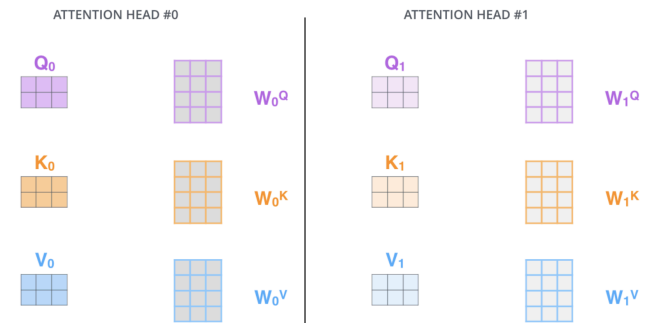 ATTENTION HEAD #0
ATTENTION HEAD #1
Q₀
W₀Q
K₀
W₀K
V₀
W₀V
Q₁
W₁Q
K₁
W₁K
V₁
W₁V